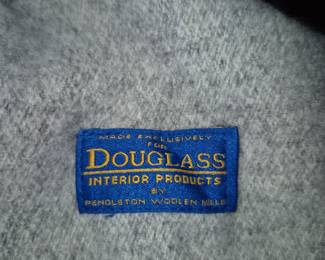 MADE EXCLUSIVELY
FOR
DOUGLASS
INTERIOR PRODUCTS
BY
PENDLETON WOOLEN MILLS